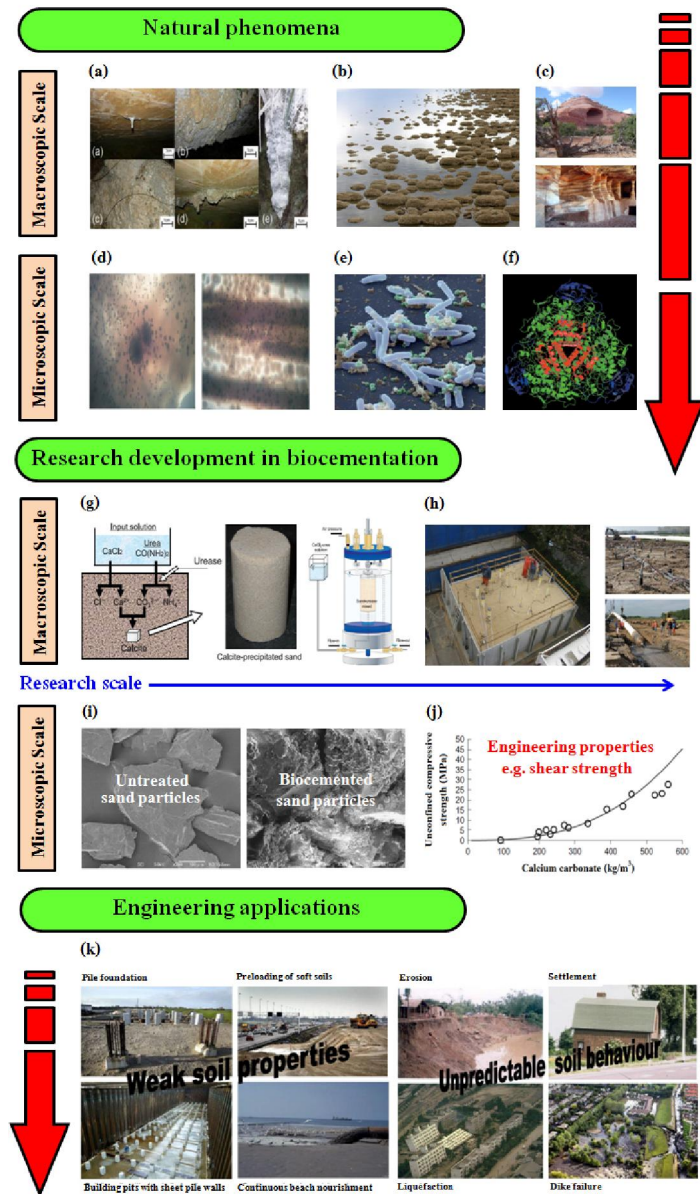 Natural phenomena
Macroscopic Scale
(a)
(b)
(c)
(a)
(b)
(c)
(d)
(e)
Microscopic Scale
(d)
(e)
(f)
Research development in biocementation
Macroscopic Scale
(g)
(h)
Input solution
CaCl₂
Urea
CO(NH₂)₂
Urease
Cl⁻
Ca²⁺
CO₃²⁻
NH₄⁺
Calcite
Calcite-precipitated sand
Air pressure
Research scale
Microscopic Scale
(i)
(j)
Untreated
sand particles
Biocemented
sand particles
Engineering properties
e.g. shear strength
Unconfined compressive
strength (MPa)
50
45
40
35
30
25
20
15
10
5
0
0
100
200
300
400
500
600
Calcium carbonate (kg/m³)
Engineering applications
(k)
Pile foundation
Preloading of soft soils
Erosion
Settlement
Weak soil properties
Unpredictable soil behaviour
Building pits with sheet pile walls
Continuous beach nourishment
Liquefaction
Dike failure